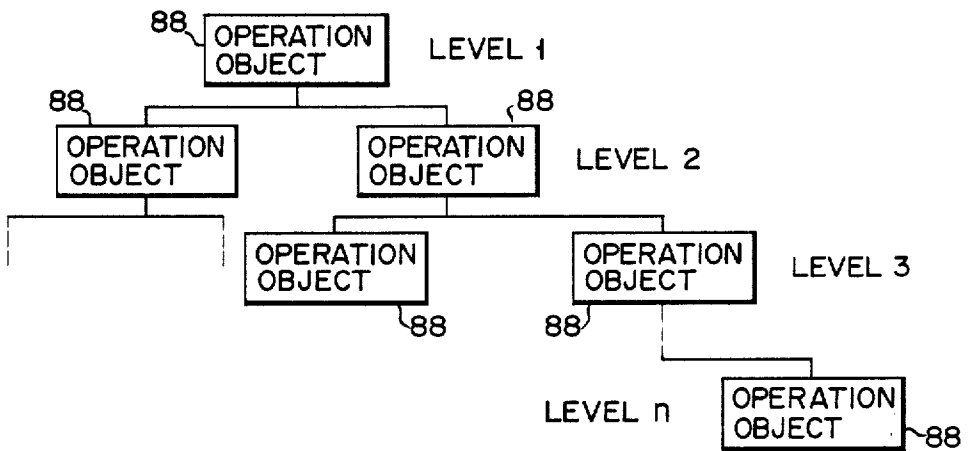 88
OPERATION
OBJECT
LEVEL 1
88
OPERATION
OBJECT
88
OPERATION
OBJECT
LEVEL 2
OPERATION
OBJECT
88
OPERATION
OBJECT
88
LEVEL 3
LEVEL n
OPERATION
OBJECT
88